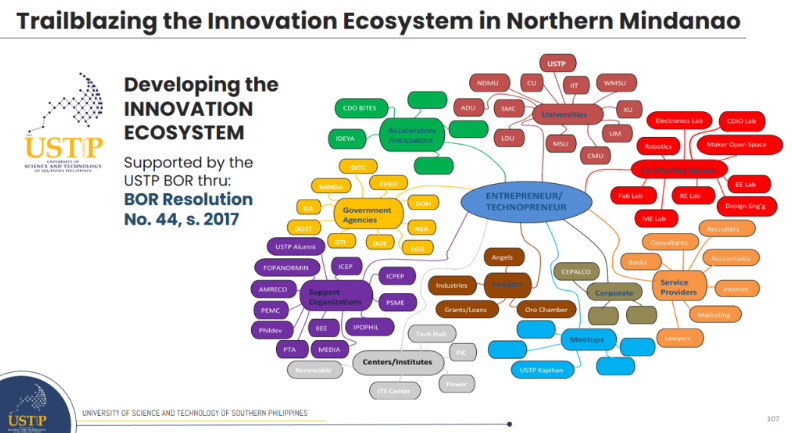 Trailblazing the Innovation Ecosystem in Northern Mindanao
USTP
UNIVERSITY OF
SCIENCE AND TECHNOLOGY
OF SOUTHERN PHILIPPINES
Developing the
INNOVATION
ECOSYSTEM
Supported by the
USTP BOR thru:
BOR Resolution
No. 44, s. 2017
ENTREPRENEUR/
TECHNOPRENEUR
CDO BITES
IDEYA
Accelerators
/Incubators
USTP
NDMU
CU
IIT
WMSU
ADU
SMC
XU
Universities
LDU
UM
MSU
CMU
Electronics Lab
CDIO Lab
Robotics
Maker Open Space
Co-Working Spaces
EE Lab
Fab Lab
RE Lab
Design Eng'g
ME Lab
DITC
MINDA
CHED
DA
DOH
Government
Agencies
DOST
NEA
DTI
DOE
LGU
USTP Alumni
ICEP
FOPANORMIN
ICPEP
AMRECO
Support
Organizations
PSME
PEMC
Phildev
IIEE
IPOPHIL
PTA
MEDIA
Angels
Industries
Grants/Loans
Oro Chamber
CEPALCO
Corporate
Recruiters
Consultants
Accountants
Banks
Service
Providers
Internet
Marketing
Lawyers
Meetups
USTP Kapihan
Tech Hub
Centers/Institutes
Renewable
Power
ITS Center
USTP
UNIVERSITY OF SCIENCE AND TECHNOLOGY OF SOUTHERN PHILIPPINES
107